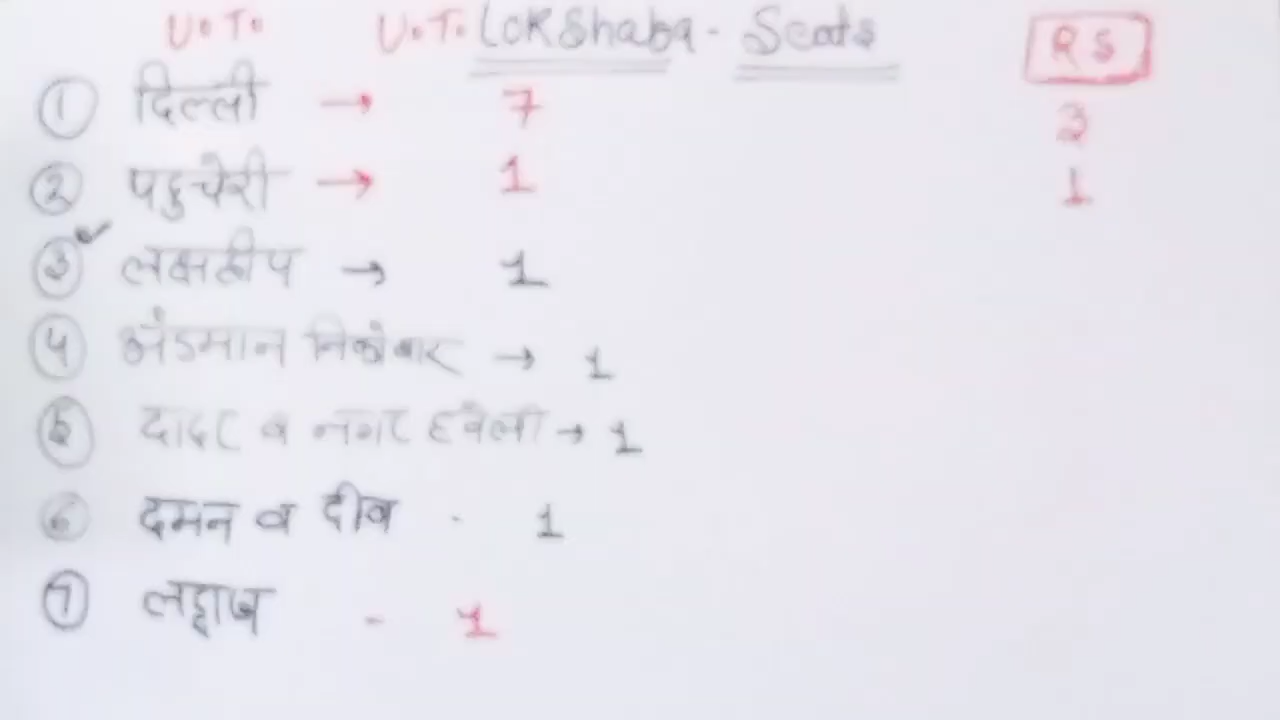 U.T. U.T. Lokshaba - Seats RS
1 दिल्ली → 7 3
2 पदुचेरी → 1 1
3 लक्षद्वीप → 1
4 अंडमान निकोबार → 1
5 दादर व नगर हवेली → 1
6 दमन व दीव - 1
7 लद्दाख - 1